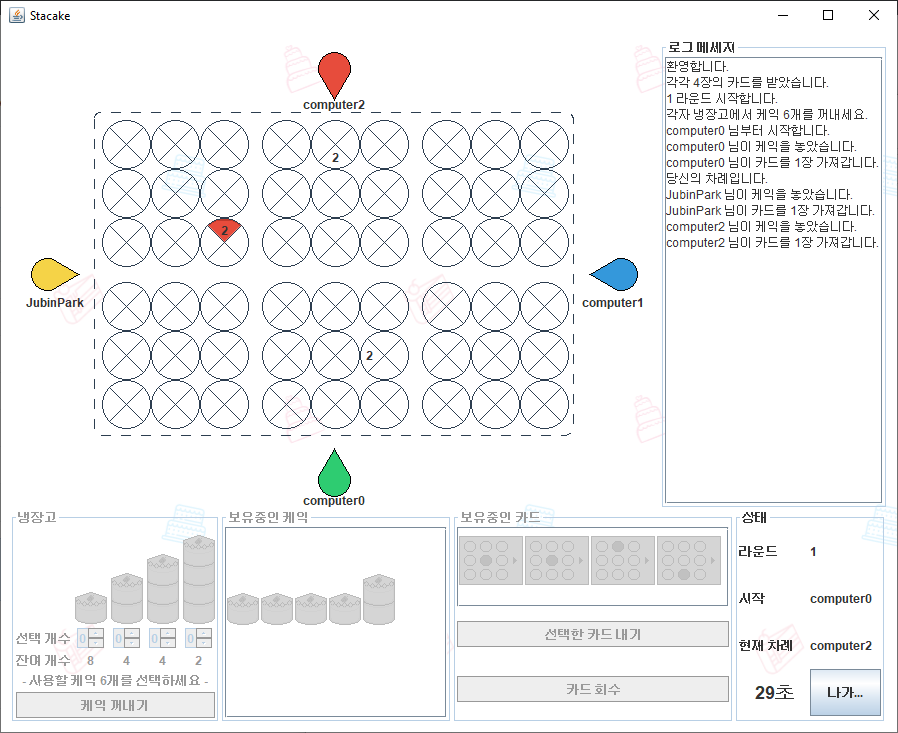 Stacake
computer2
2
2
2
JubinPark
computer1
computer0
로그 메세지
환영합니다.
각각 4장의 카드를 받았습니다.
1 라운드 시작합니다.
각자 냉장고에서 케익 6개를 꺼내세요.
computer0 님부터 시작합니다.
computer0 님이 케익을 놓았습니다.
computer0 님이 카드를 1장 가져갑니다.
당신의 차례입니다.
JubinPark 님이 케익을 놓았습니다.
JubinPark 님이 카드를 1장 가져갑니다.
computer2 님이 케익을 놓았습니다.
computer2 님이 카드를 1장 가져갑니다.
냉장고
선택 개수 0 0 0 0
잔여 개수 8 4 4 2
- 사용할 케익 6개를 선택하세요 -
케익 꺼내기
보유중인 케익
보유중인 카드
선택한 카드 내기
카드 회수
상태
라운드 1
시작 computer0
현재 차례 computer2
29초 나가...